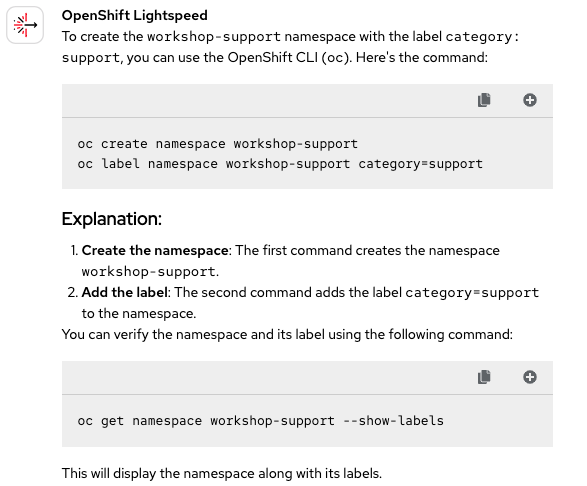 OpenShift Lightspeed
To create the workshop-support namespace with the label category:
support, you can use the OpenShift CLI (oc). Here's the command:
oc create namespace workshop-support
oc label namespace workshop-support category=support
Explanation:
1. Create the namespace: The first command creates the namespace
workshop-support.
2. Add the label: The second command adds the label category=support
to the namespace.
You can verify the namespace and its label using the following command:
oc get namespace workshop-support --show-labels
This will display the namespace along with its labels.